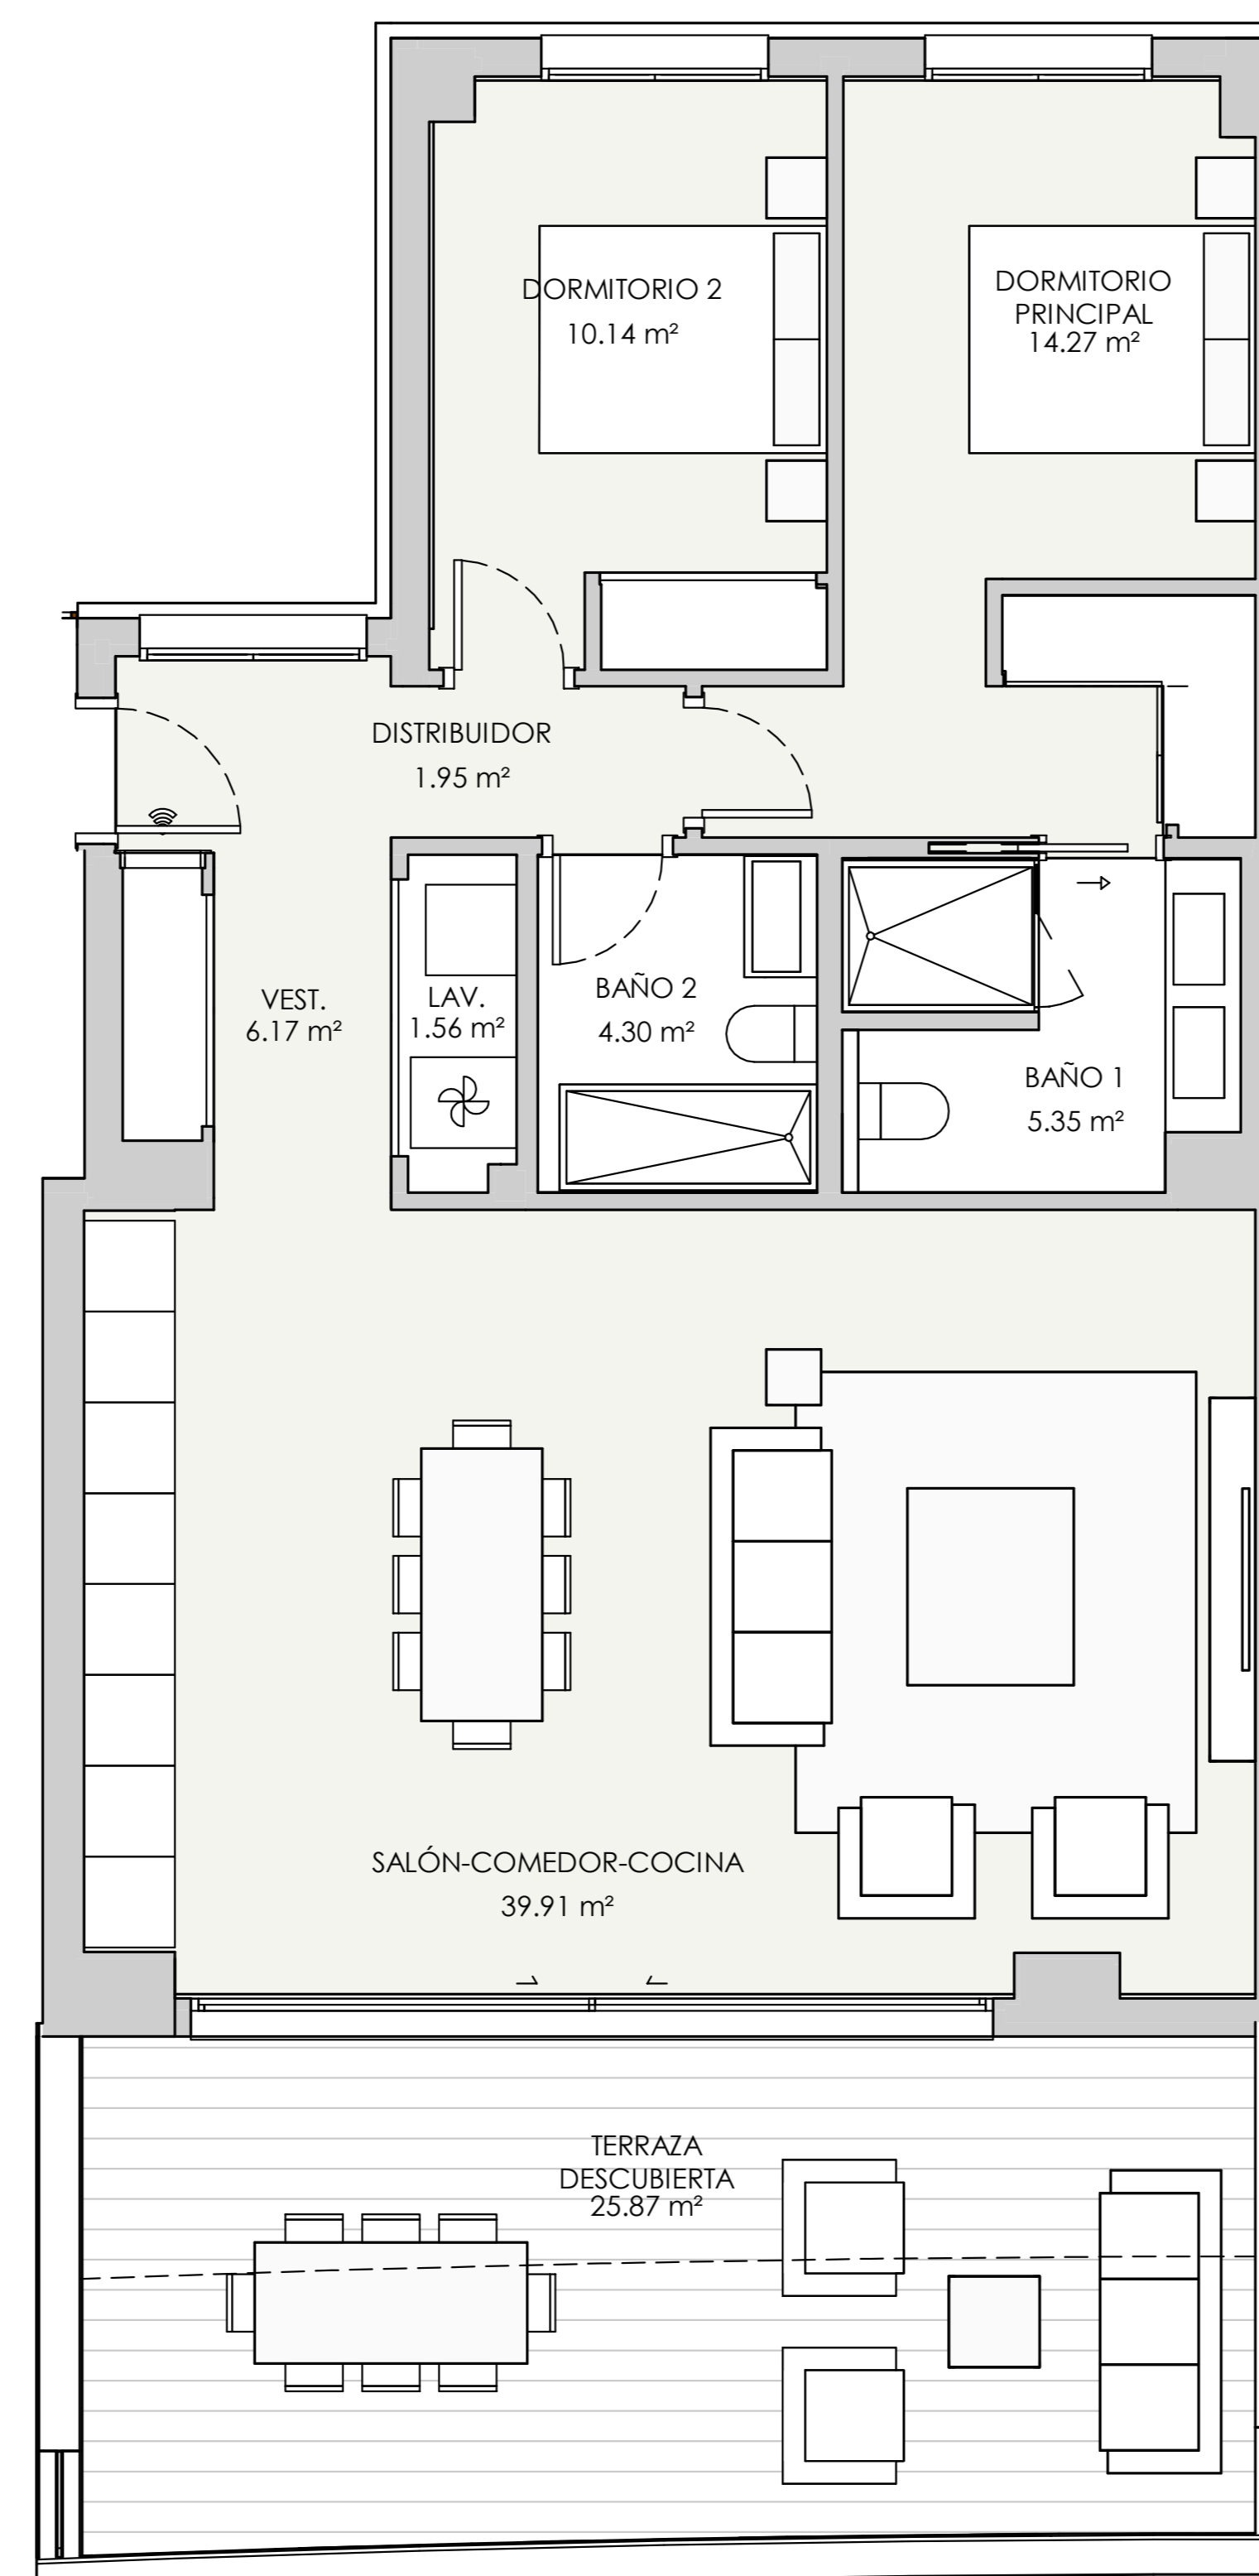 DORMITORIO 2
10.14 m²
DORMITORIO
PRINCIPAL
14.27 m²
DISTRIBUIDOR
1.95 m²
VEST.
6.17 m²
LAV.
1.56 m²
BAÑO 2
4.30 m²
BAÑO 1
5.35 m²
SALÓN-COMEDOR-COCINA
39.91 m²
TERRAZA
DESCUBIERTA
25.87 m²